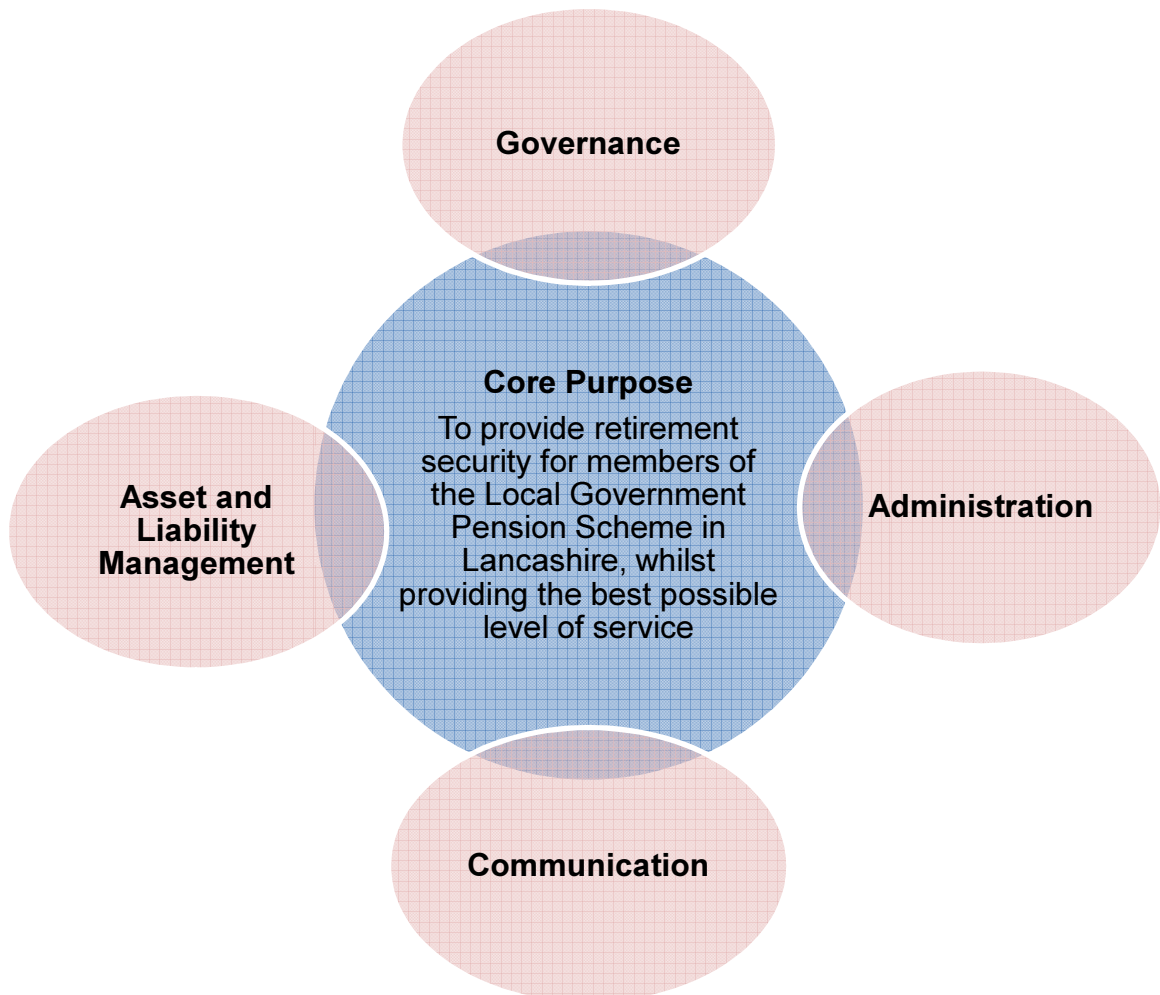 Governance
Core Purpose
To provide retirement
security for members of
the Local Government
Pension Scheme in
Lancashire, whilst
providing the best possible
level of service
Asset and
Liability
Management
Administration
Communication